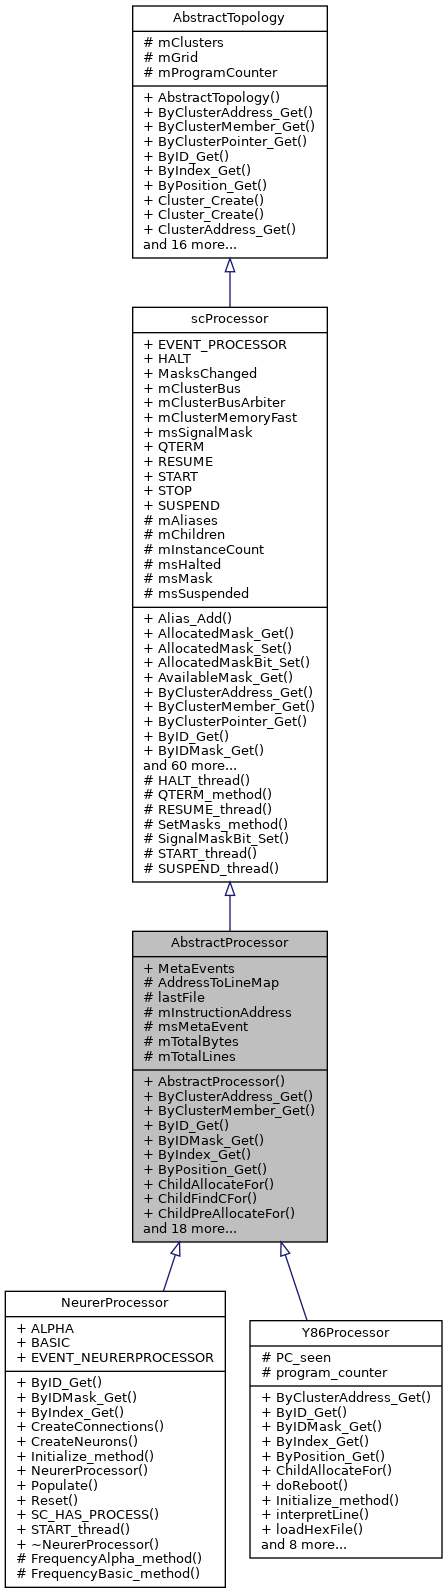 AbstractTopology
# mClusters
# mGrid
# mProgramCounter
+ AbstractTopology()
+ ByClusterAddress_Get()
+ ByClusterMember_Get()
+ ByClusterPointer_Get()
+ ByID_Get()
+ ByIndex_Get()
+ ByPosition_Get()
+ Cluster_Create()
+ Cluster_Create()
+ ClusterAddress_Get()
and 16 more...
scProcessor
+ EVENT_PROCESSOR
+ HALT
+ MasksChanged
+ mClusterBus
+ mClusterBusArbiter
+ mClusterMemoryFast
+ msSignalMask
+ QTERM
+ RESUME
+ START
+ STOP
+ SUSPEND
# mAliases
# mChildren
# mInstanceCount
# msHalted
# msMask
# msSuspended
+ Alias_Add()
+ AllocatedMask_Get()
+ AllocatedMask_Set()
+ AllocatedMaskBit_Set()
+ AvailableMask_Get()
+ ByClusterAddress_Get()
+ ByClusterMember_Get()
+ ByClusterPointer_Get()
+ ByID_Get()
+ ByIDMask_Get()
and 60 more...
# HALT_thread()
# QTERM_method()
# RESUME_thread()
# SetMasks_method()
# SignalMaskBit_Set()
# START_thread()
# SUSPEND_thread()
AbstractProcessor
+ MetaEvents
# AddressToLineMap
# lastFile
# mInstructionAddress
# msMetaEvent
# mTotalBytes
# mTotalLines
+ AbstractProcessor()
+ ByClusterAddress_Get()
+ ByClusterMember_Get()
+ ByID_Get()
+ ByIDMask_Get()
+ ByIndex_Get()
+ ByPosition_Get()
+ ChildAllocateFor()
+ ChildFindCFor()
+ ChildPreAllocateFor()
and 18 more...
NeurerProcessor
+ ALPHA
+ BASIC
+ EVENT_NEURERPROCESSOR
+ ByID_Get()
+ ByIDMask_Get()
+ ByIndex_Get()
+ CreateConnections()
+ CreateNeurons()
+ Initialize_method()
+ NeurerProcessor()
+ Populate()
+ Reset()
+ SC_HAS_PROCESS()
+ START_thread()
+ ~NeurerProcessor()
# FrequencyAlpha_method()
# FrequencyBasic_method()
Y86Processor
# PC_seen
# program_counter
+ ByClusterAddress_Get()
+ ByID_Get()
+ ByIDMask_Get()
+ ByIndex_Get()
+ ByPosition_Get()
+ ChildAllocateFor()
+ doReboot()
+ Initialize_method()
+ interpretLine()
+ loadHexFile()
and 8 more...